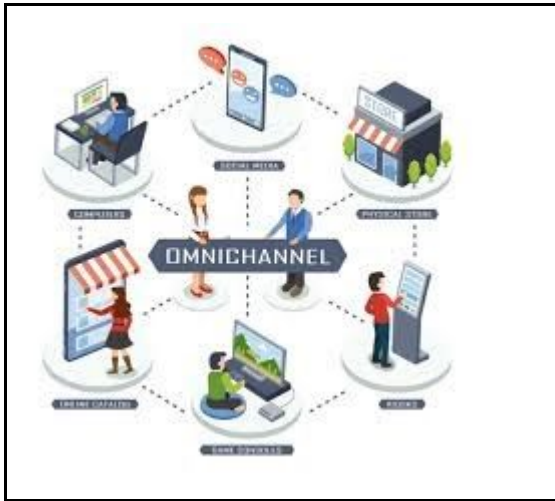 SOCIAL MEDIA
STORE
COMPUTERS
PHYSICAL STORE
OMNICHANNEL
ONLINE CATALOG
KIOSKS
GAME CONSOLES